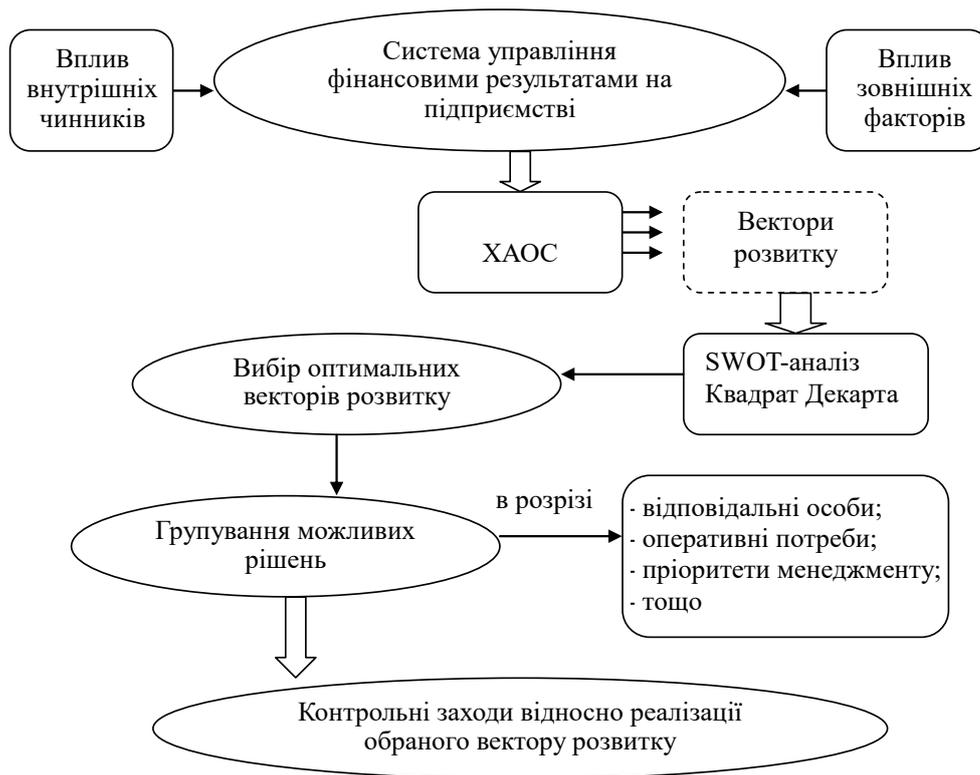 Вплив
внутрішніх
чинників
Система управління
фінансовими результатами на
підприємстві
Вплив
зовнішніх
факторів
ХАОС
Вектори
розвитку
SWOT-аналіз
Квадрат Декарта
Вибір оптимальних
векторів розвитку
Групування можливих
рішень
в розрізі
- відповідальні особи;
- оперативні потреби;
- пріоритети менеджменту;
- тощо
Контрольні заходи відносно реалізації
обраного вектору розвитку